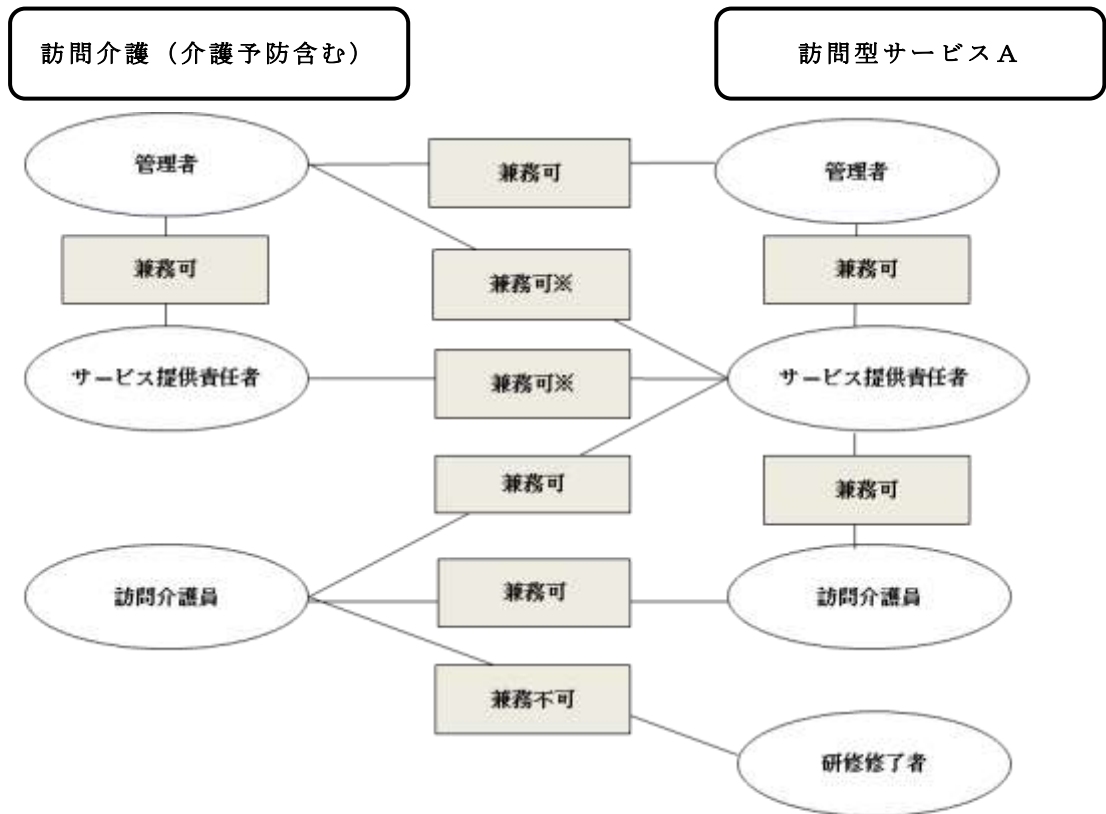 訪問介護（介護予防含む）
訪問型サービスＡ
管理者
兼務可
管理者
兼務可
兼務可※
兼務可
サービス提供責任者
兼務可※
サービス提供責任者
兼務可
兼務可
訪問介護員
兼務可
訪問介護員
兼務不可
研修修了者